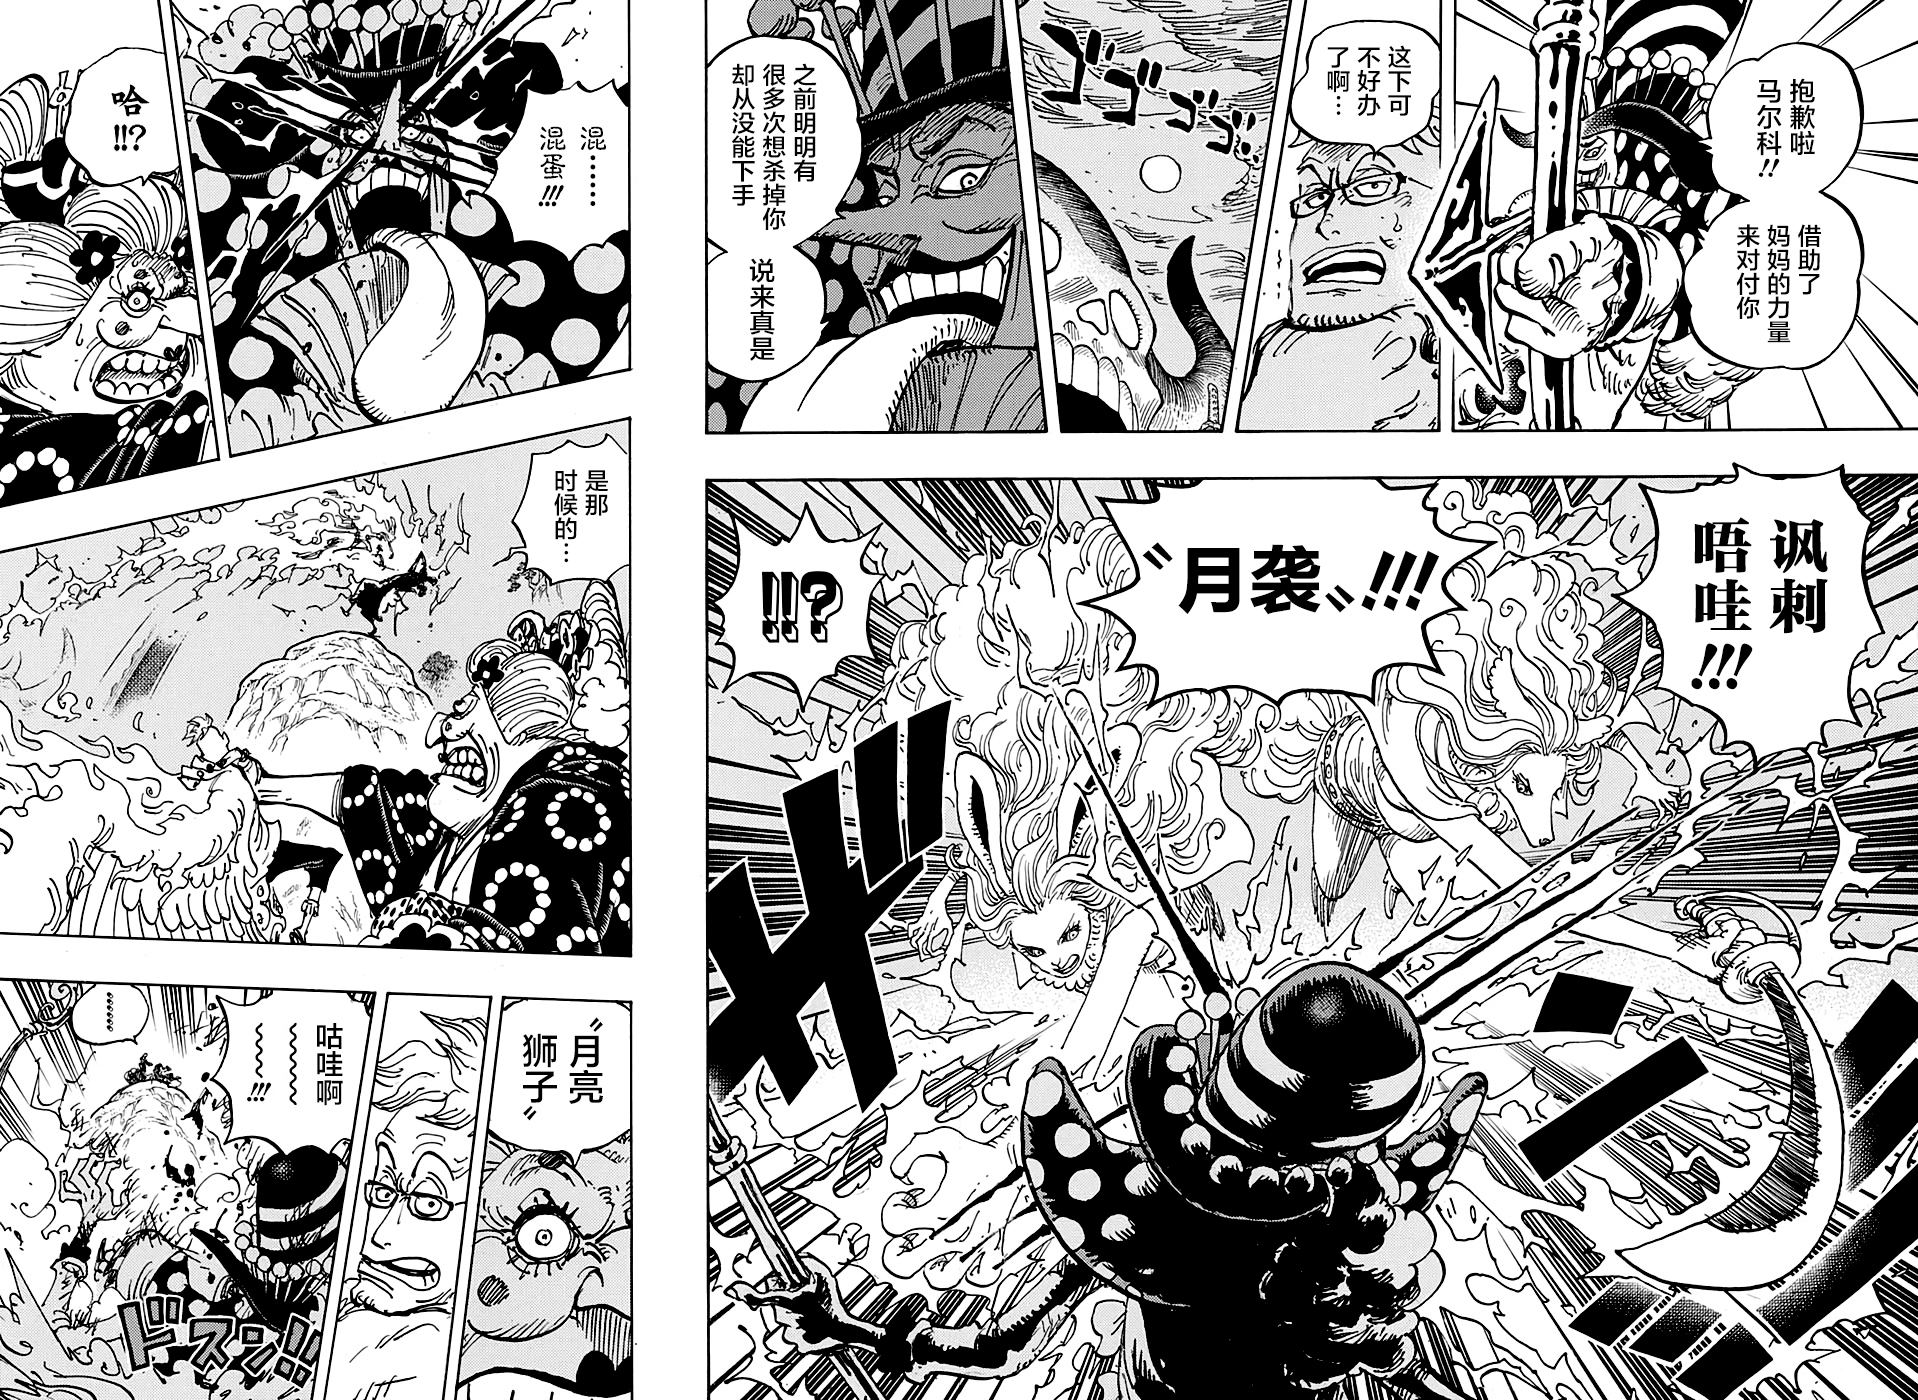 抱歉啦
马尔科!!
借助了
妈妈的力量
来对付你
这下可
不好办
了啊…
ゴゴゴゴ
之前明明有
很多次想杀掉你
却从没能下手
说来真是
讽刺
唔哇!!!
〝月袭〟!!!
!!?
混……
混蛋!!!
哈
!!?
是那
时候的…
〝月亮
狮子〟
咕哇啊
~~~~
~~~~!!!
………
ドスン!!